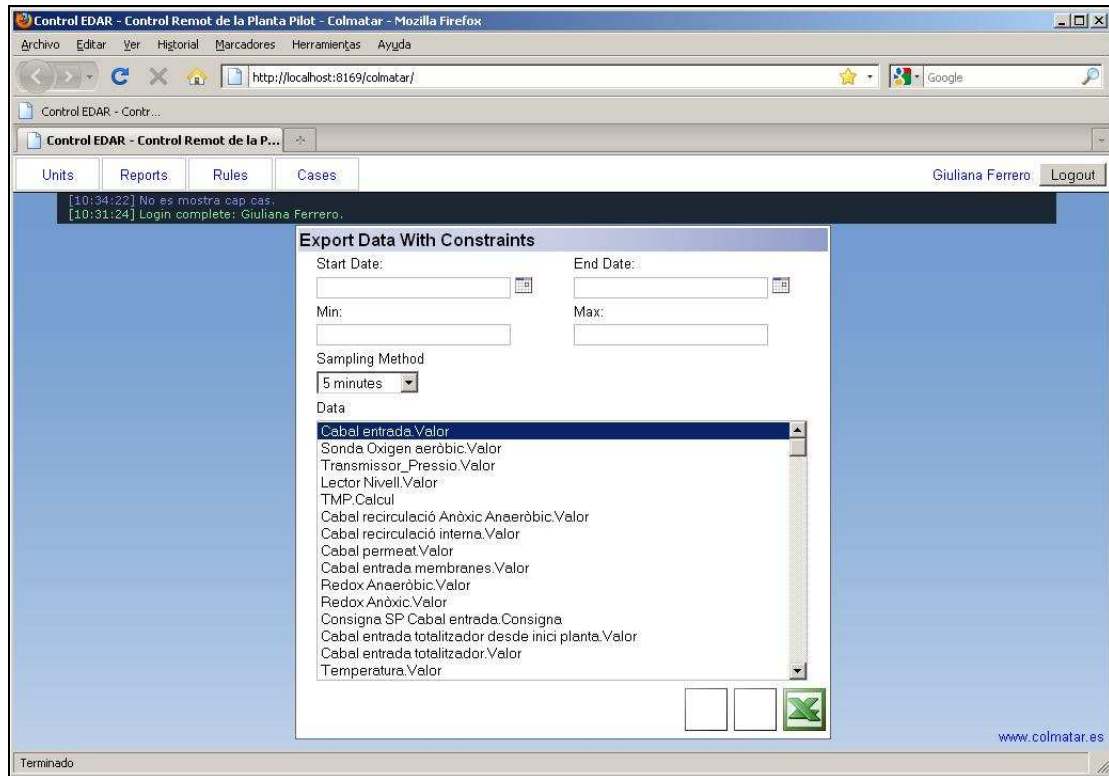 Control EDAR - Control Remot de la Planta Pilot - Colmatar - Mozilla Firefox
Archivo Editar Ver Historial Marcadores Herramientas Ayuda
http://localhost:8169/colmatar/
Google
Control EDAR - Contr...
Control EDAR - Control Remot de la P...
Units Reports Rules Cases Giuliana Ferrero Logout
[10:34:22] No es mostra cap cas.
[10:31:24] Login complete: Giuliana Ferrero.
Export Data With Constraints
Start Date: End Date:
Min: Max:
Sampling Method
5 minutes
Data
Cabal entrada.Valor
Sonda Oxigen aeròbic.Valor
Transmissor_Pressio.Valor
Lector Nivell.Valor
TMP.Calcul
Cabal recirculació Anòxic Anaeròbic.Valor
Cabal recirculació interna.Valor
Cabal permeat.Valor
Cabal entrada membranes.Valor
Redox Anaeròbic.Valor
Redox Anòxic.Valor
Consigna SP Cabal entrada.Consigna
Cabal entrada totalitzador desde inici planta.Valor
Cabal entrada totalitzador.Valor
Temperatura.Valor
www.colmatar.es
Terminado